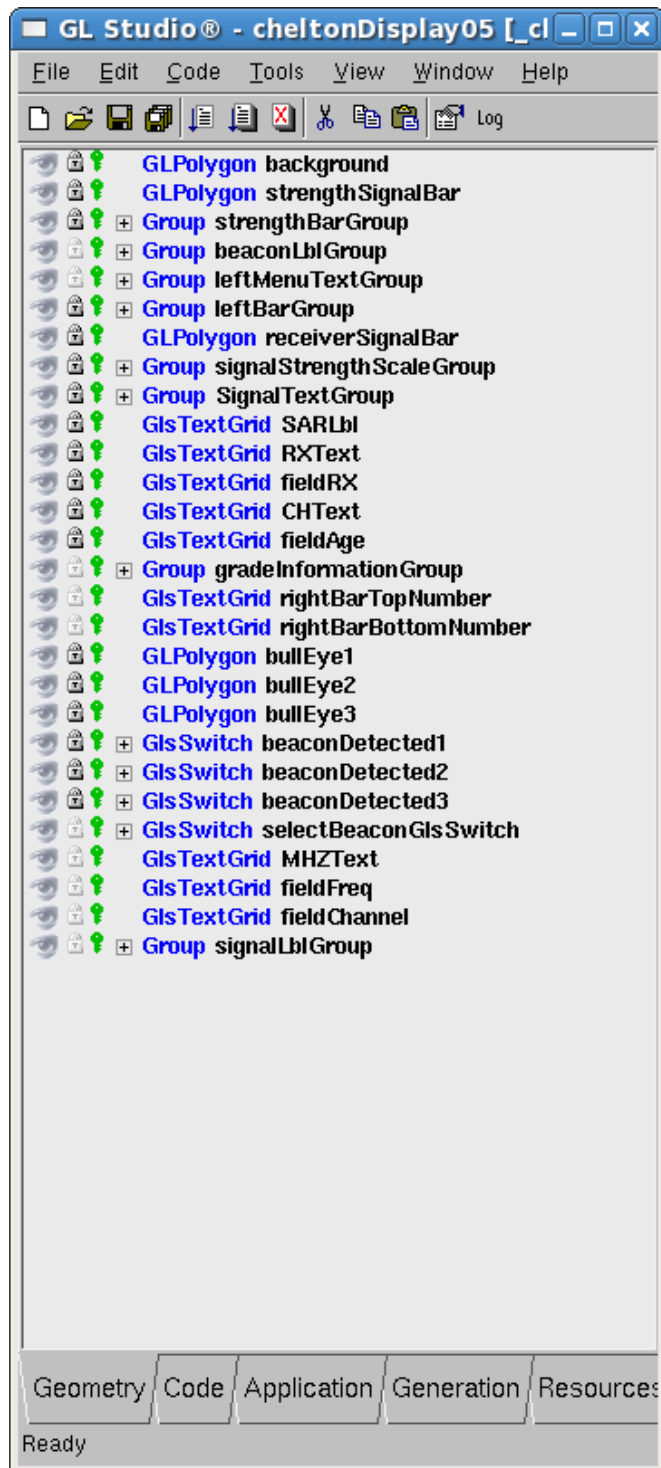 GL Studio® - cheltonDisplay05 [_cl
File Edit Code Tools View Window Help
Log
GLPolygon background
GLPolygon strengthSignalBar
Group strengthBarGroup
Group beaconLblGroup
Group leftMenuTextGroup
Group leftBarGroup
GLPolygon receiverSignalBar
Group signalStrengthScaleGroup
Group SignalTextGroup
GlsTextGrid SARLbl
GlsTextGrid RXText
GlsTextGrid fieldRX
GlsTextGrid CHText
GlsTextGrid fieldAge
Group gradeInformationGroup
GlsTextGrid rightBarTopNumber
GlsTextGrid rightBarBottomNumber
GLPolygon bullEye1
GLPolygon bullEye2
GLPolygon bullEye3
GlsSwitch beaconDetected1
GlsSwitch beaconDetected2
GlsSwitch beaconDetected3
GlsSwitch selectBeaconGlsSwitch
GlsTextGrid MHZText
GlsTextGrid fieldFreq
GlsTextGrid fieldChannel
Group signalLblGroup
Geometry Code Application Generation Resources
Ready